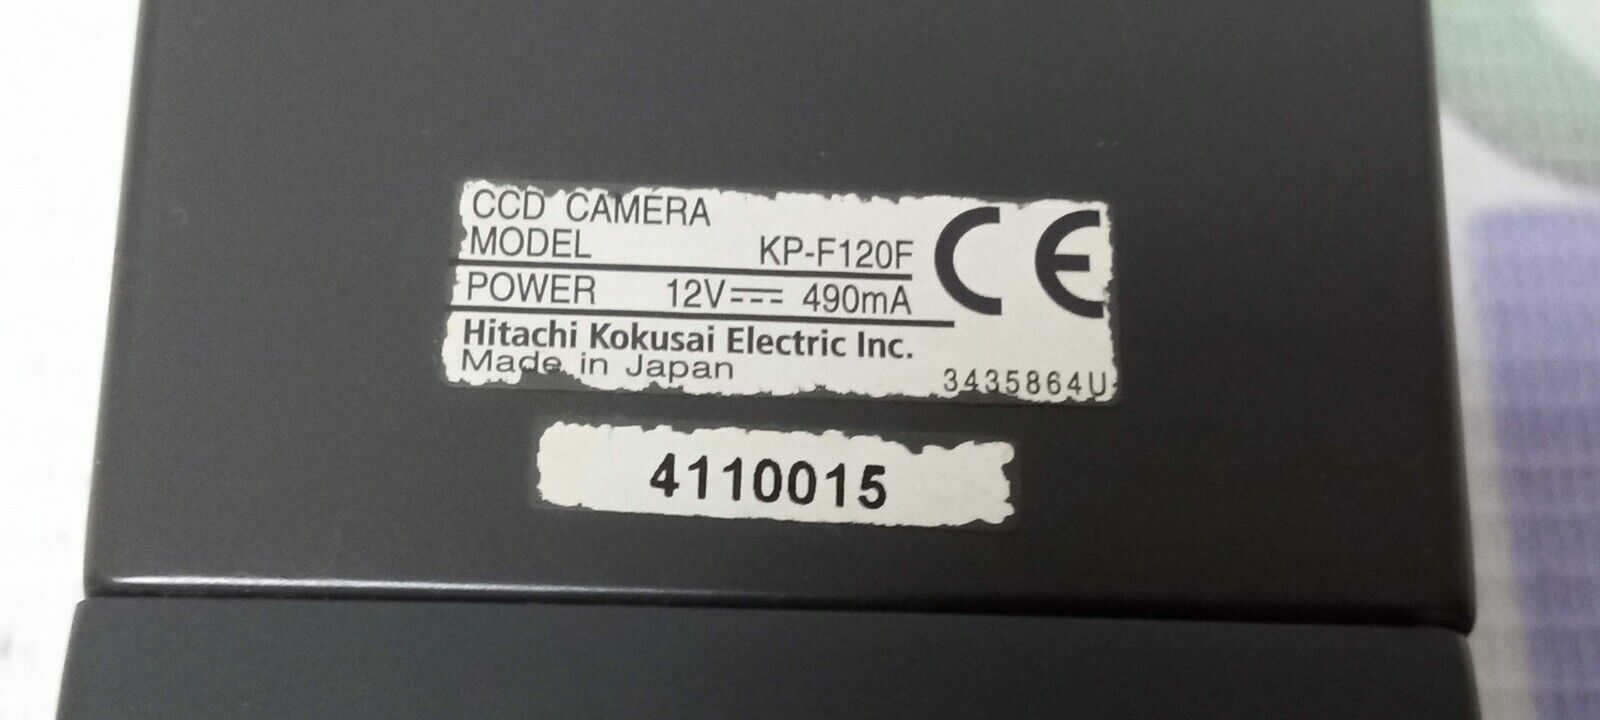 CCD CAMERA
MODEL KP-F120F
POWER 12V⎓ 490mA
Hitachi Kokusai Electric Inc.
Made in Japan
3435864U
CE
4110015